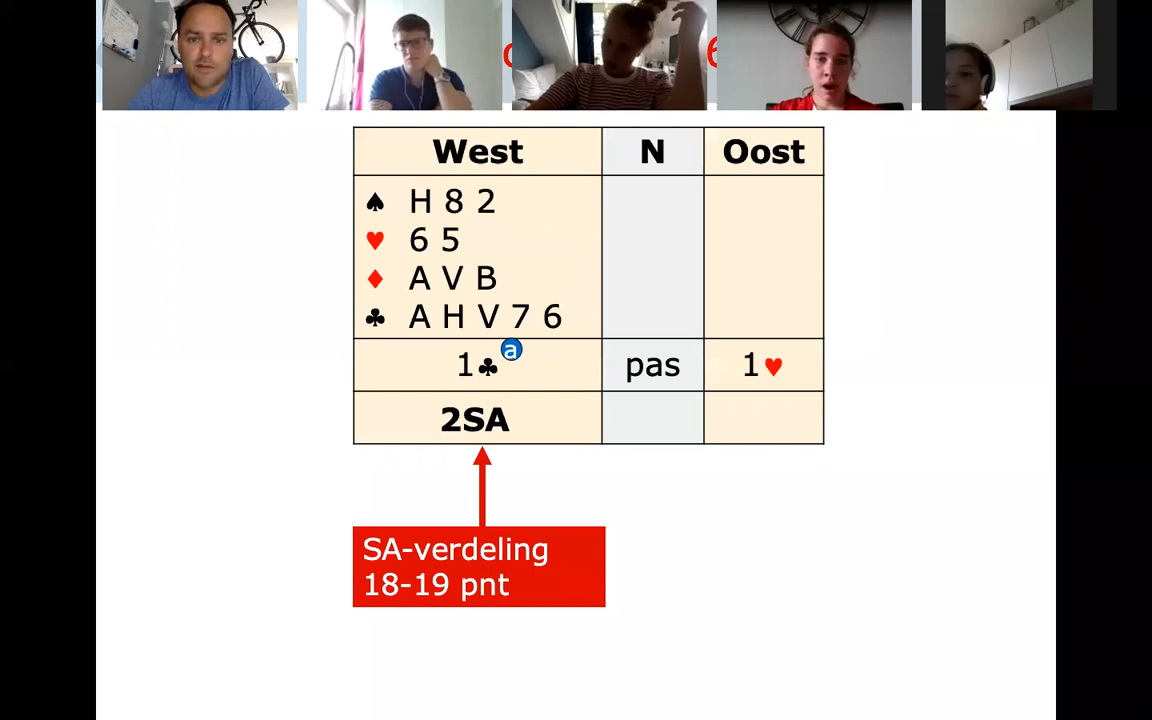 West N Oost
♠ H 8 2
♥ 6 5
♦ A V B
♣ A H V 7 6
1♣ a pas 1♥
2SA
SA-verdeling
18-19 pnt